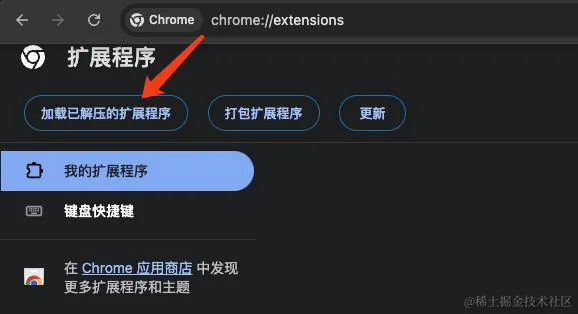 Chrome chrome://extensions
扩展程序
加载已解压的扩展程序 打包扩展程序 更新
我的扩展程序
键盘快捷键
在 Chrome 应用商店 中发现
更多扩展程序和主题
@稀土掘金技术社区